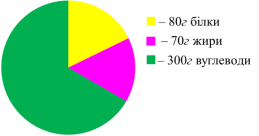 – 80г білки
– 70г жири
– 300г вуглеводи